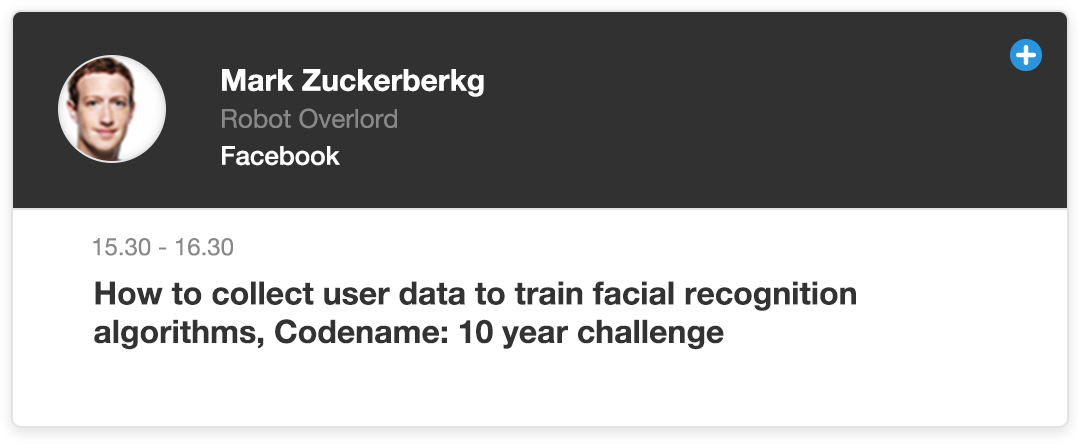 Mark Zuckerberkg
Robot Overlord
Facebook
15.30 - 16.30
How to collect user data to train facial recognition
algorithms, Codename: 10 year challenge